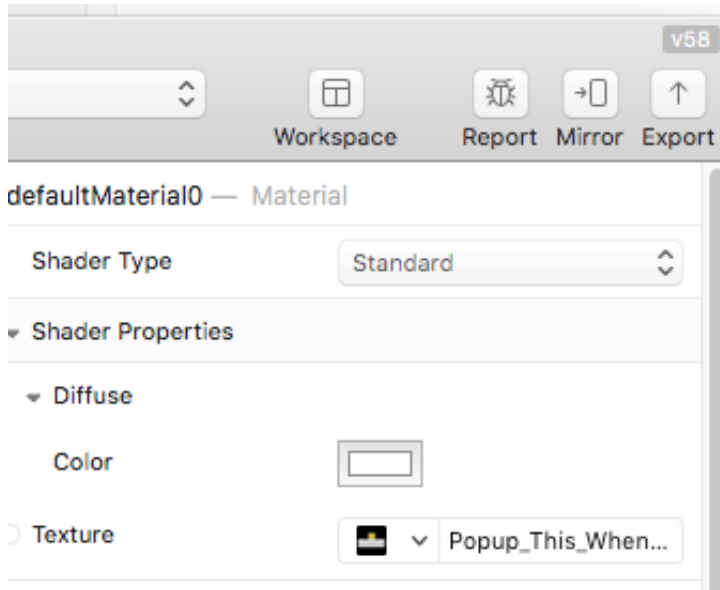 v58
Workspace Report Mirror Export
defaultMaterial0 — Material
Shader Type Standard
Shader Properties
Diffuse
Color
Texture Popup_This_When...